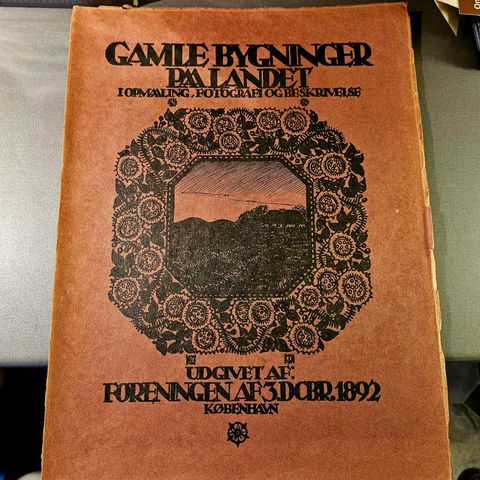 GAMLE BYGNINGER
PAA LANDET
I OPMAALING, FOTOGRAFI OG BESKRIVELSE
UDGIVET AF:
FORENINGEN AF 3.DCBR.1892
KØBENHAVN